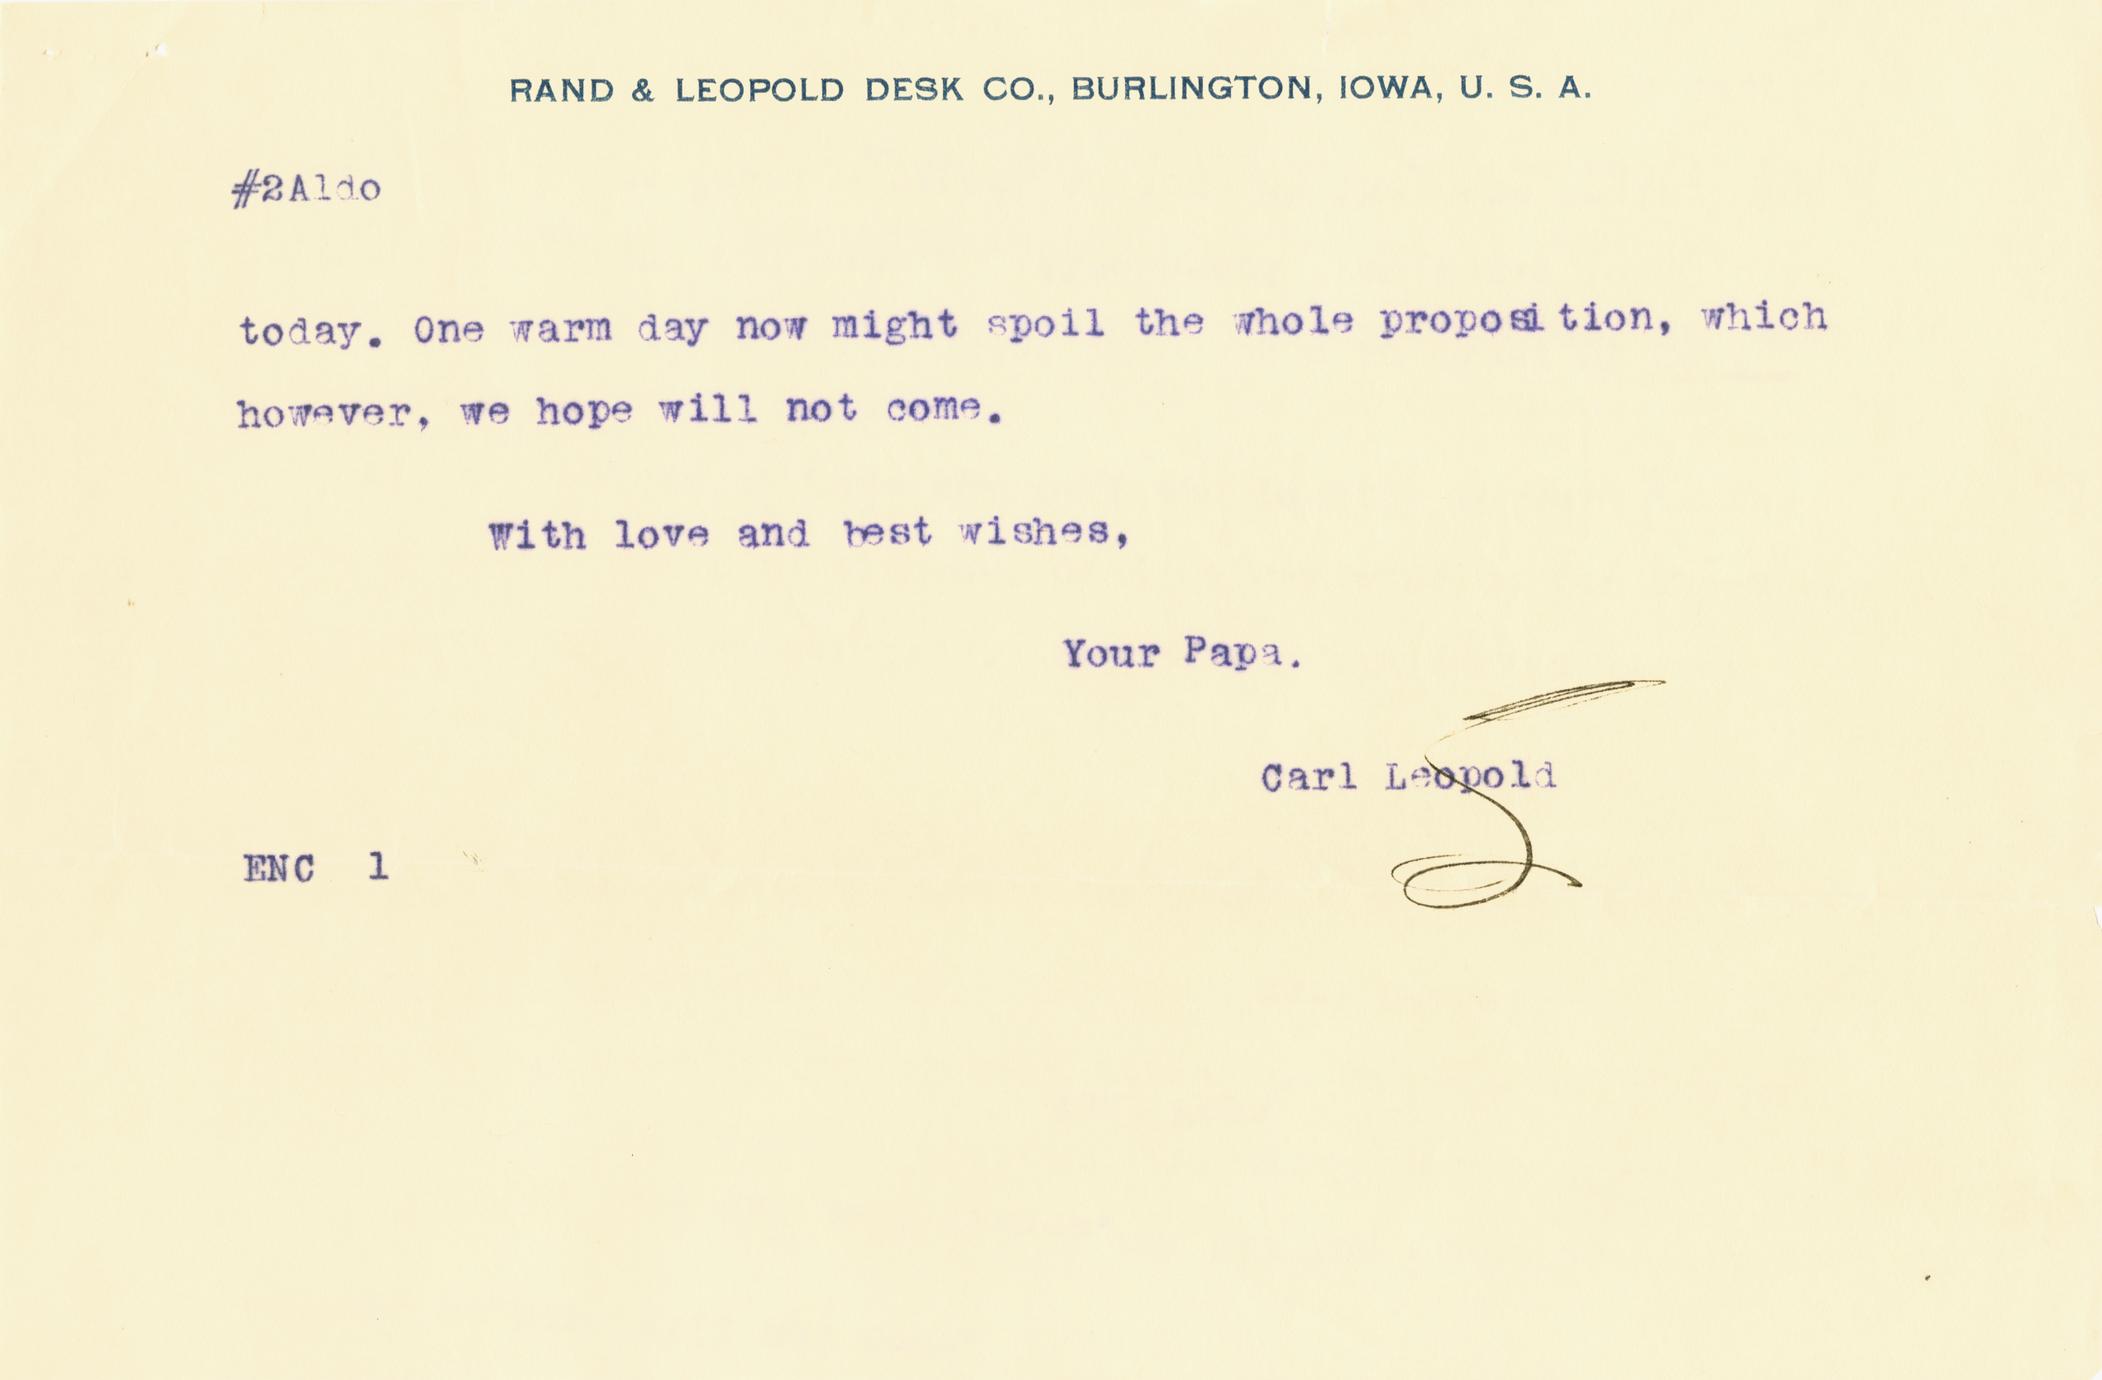 RAND & LEOPOLD DESK CO., BURLINGTON, IOWA, U. S. A.
#2Aldo
today. One warm day now might spoil the whole proposition, which
however, we hope will not come.
With love and best wishes,
Your Papa.
Carl Leopold
ENC 1